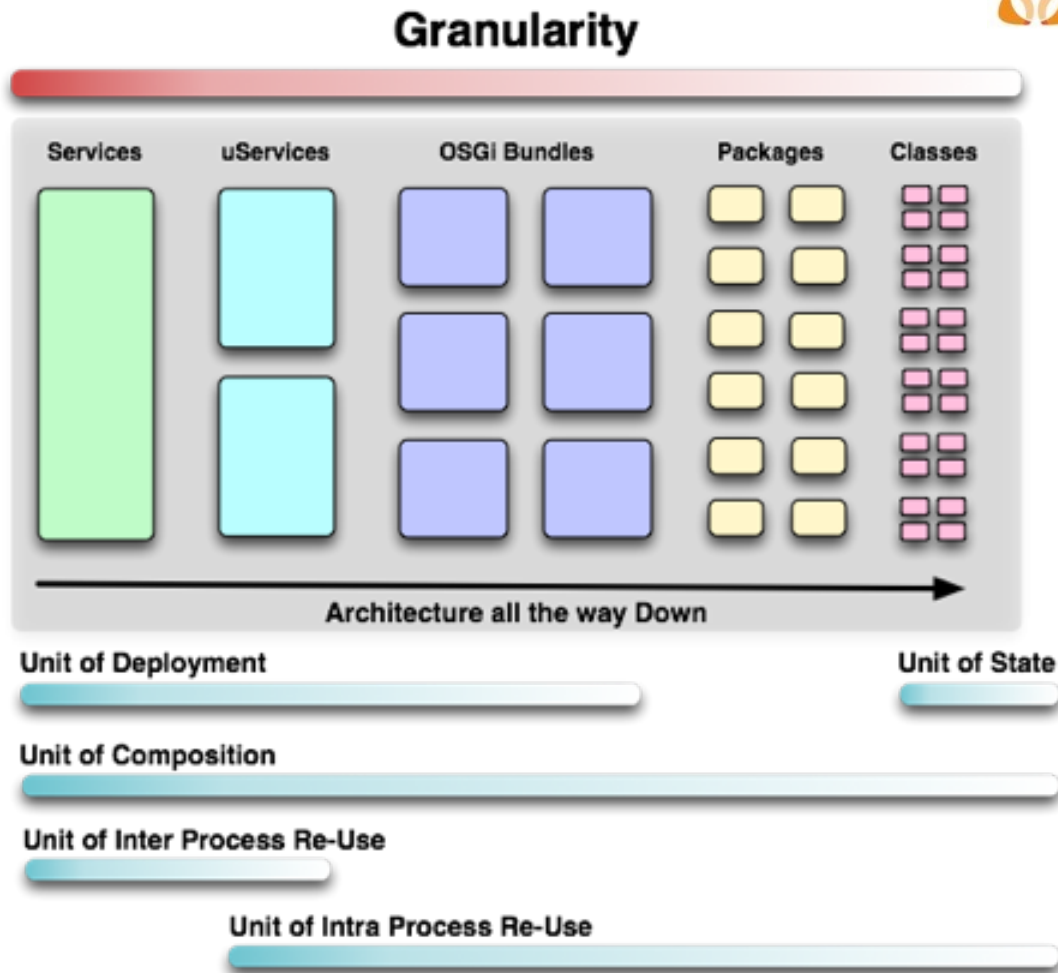 Granularity
Services uServices OSGi Bundles Packages Classes
Architecture all the way Down
Unit of Deployment Unit of State
Unit of Composition
Unit of Inter Process Re-Use
Unit of Intra Process Re-Use